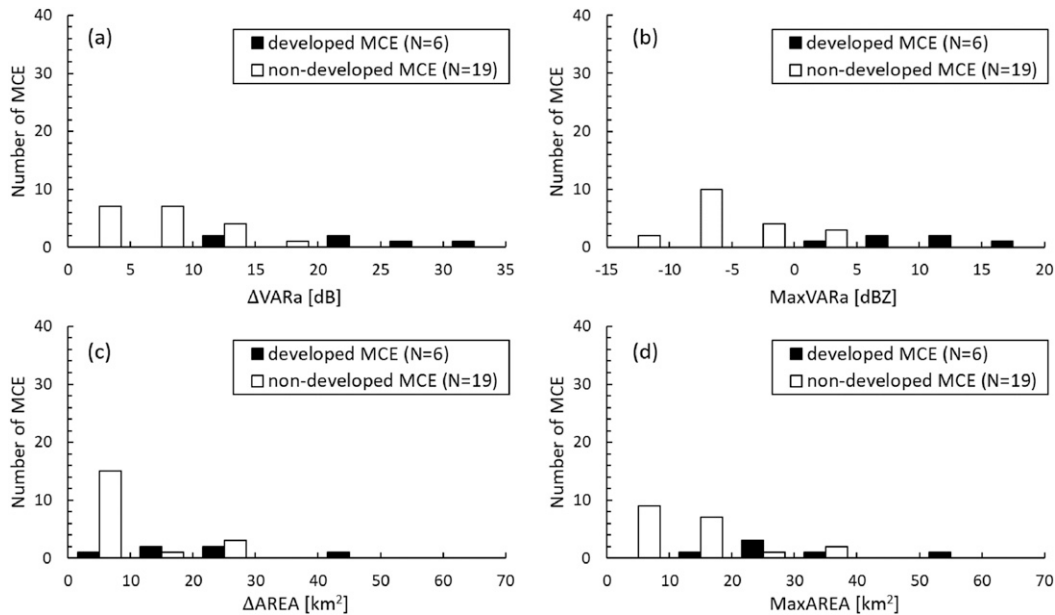 (a)
developed MCE (N=6)
non-developed MCE (N=19)
Number of MCE
40
30
20
10
0
0 5 10 15 20 25 30 35
ΔVARa [dB]
(b)
developed MCE (N=6)
non-developed MCE (N=19)
Number of MCE
40
30
20
10
0
-15 -10 -5 0 5 10 15 20
MaxVARa [dBZ]
(c)
developed MCE (N=6)
non-developed MCE (N=19)
Number of MCE
40
30
20
10
0
0 10 20 30 40 50 60 70
ΔAREA [km²]
(d)
developed MCE (N=6)
non-developed MCE (N=19)
Number of MCE
40
30
20
10
0
0 10 20 30 40 50 60 70
MaxAREA [km²]